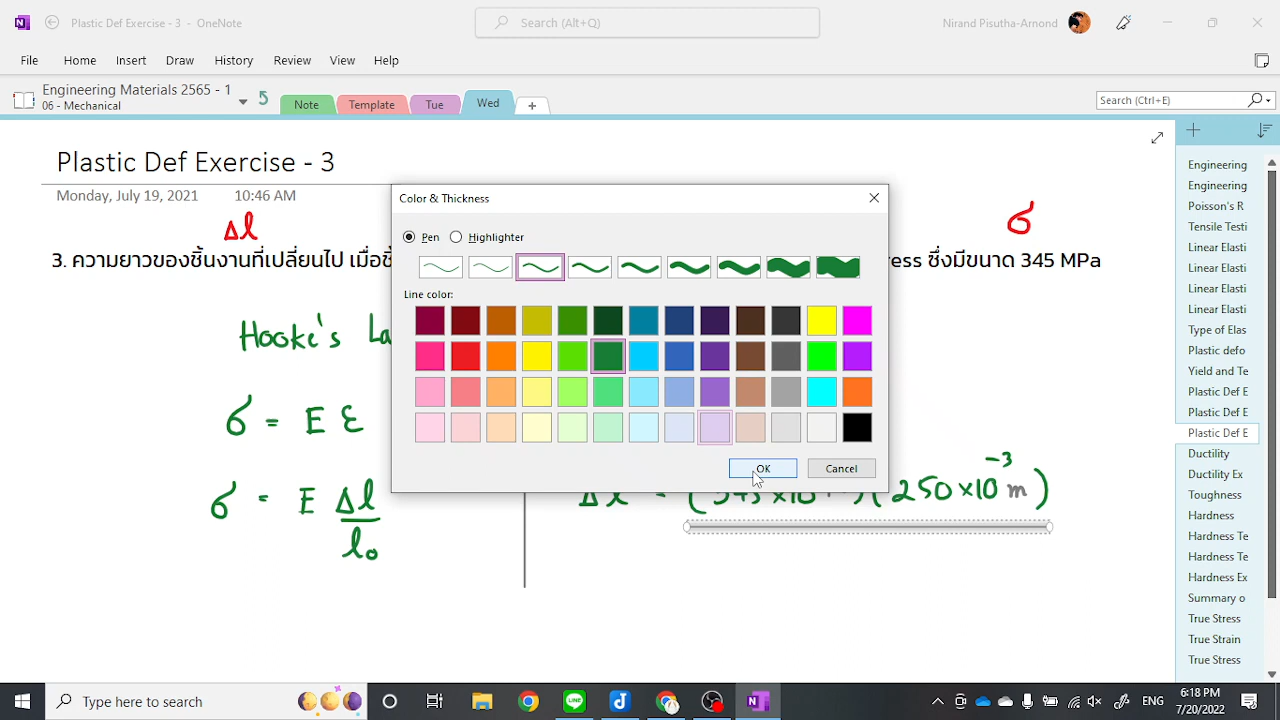 Plastic Def Exercise - 3 - OneNote
Search (Alt+Q)
Nirand Pisutha-Arnond
File Home Insert Draw History Review View Help
Engineering Materials 2565 - 1
06 - Mechanical
Note Template Tue Wed
Search (Ctrl+E)
Plastic Def Exercise - 3
Monday, July 19, 2021 10:46 AM
Δl
σ
3. ความยาวของชิ้นงานที่เปลี่ยนไป
ซึ่งมีขนาด 345 MPa
Hooke's La
σ = E ε
σ = E Δl
l₀
Δl = (345×10 )(250×10⁻³ m)
Color & Thickness
Pen Highlighter
Line color:
OK Cancel
Engineering
Engineering
Poisson's R
Tensile Testi
Linear Elasti
Linear Elasti
Linear Elasti
Linear Elasti
Type of Elas
Plastic defo
Yield and Te
Plastic Def E
Plastic Def E
Plastic Def E
Ductility
Ductility Ex
Toughness
Hardness
Hardness Te
Hardness Te
Hardness Ex
Summary o
True Stress
True Strain
True Stress
Type here to search
ENG
6:18 PM
7/20/2022